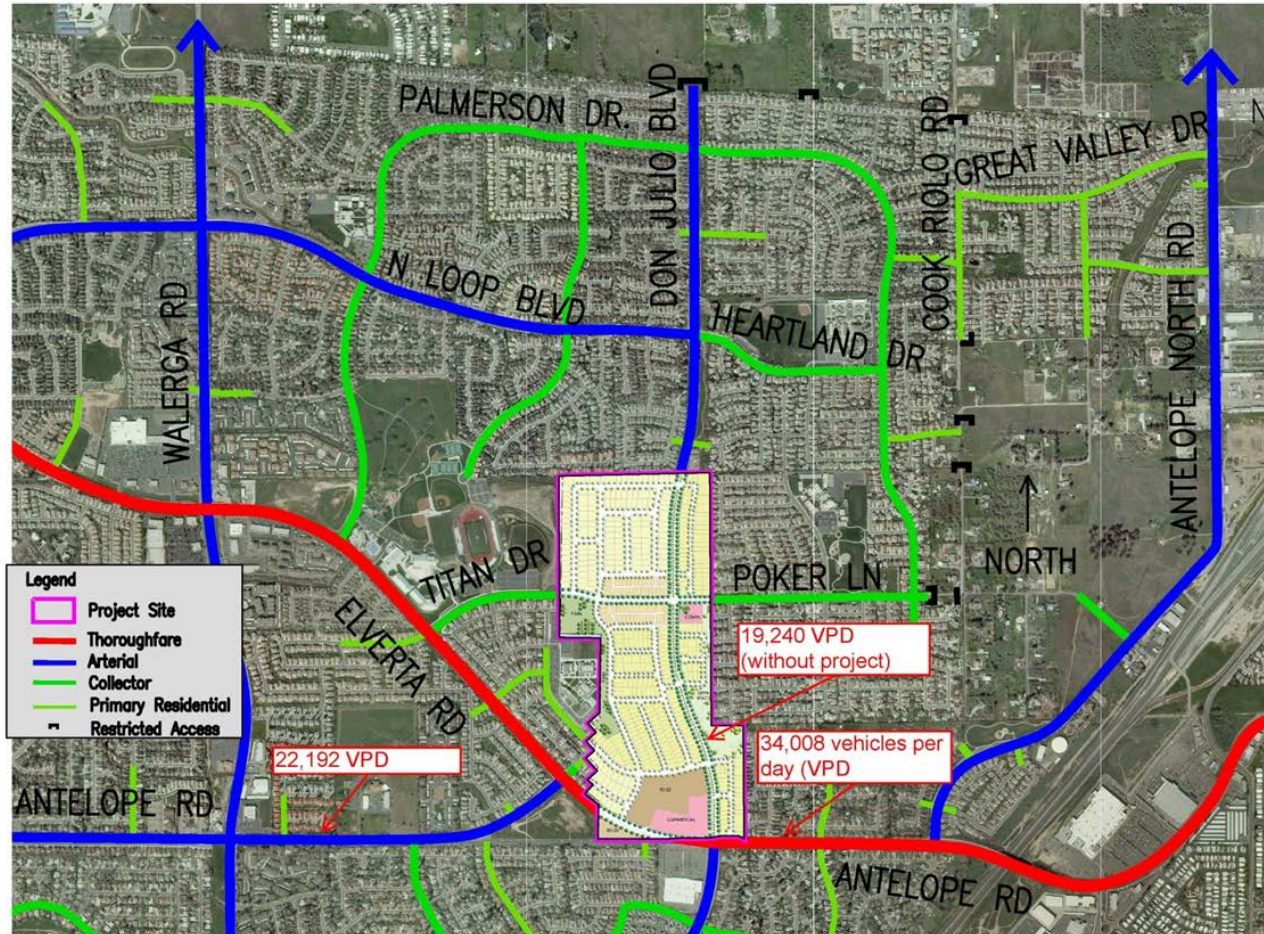 PALMERSON DR.
DON JULIO BLVD
COOK RIOLO RD
GREAT VALLEY DR
N
N LOOP BLVD
WALERGA RD
HEARTLAND DR
ANTELOPE NORTH RD
NORTH
TITAN DR
POKER LN
ELVERTA RD
Legend
Project Site
Thoroughfare
Arterial
Collector
Primary Residential
Restricted Access
19,240 VPD
(without project)
34,008 vehicles per
day (VPD
22,192 VPD
ANTELOPE RD
COMMERCIAL
ANTELOPE RD